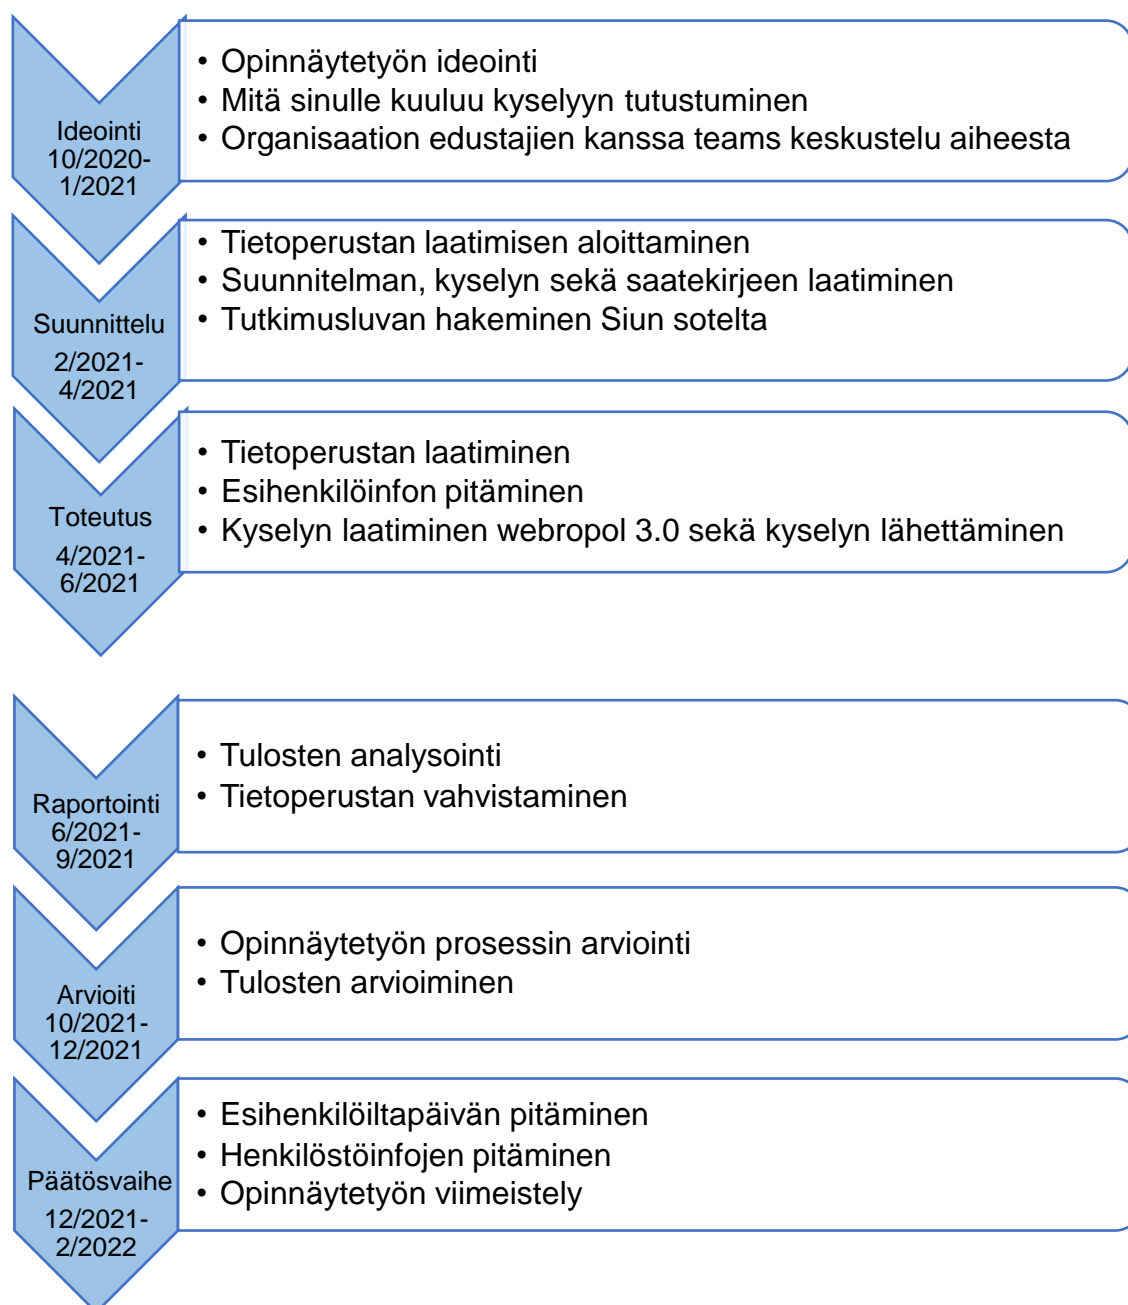 Ideointi
10/2020-
1/2021
• Opinnäytetyön ideointi
• Mitä sinulle kuuluu kyselyyn tutustuminen
• Organisaation edustajien kanssa teams keskustelu aiheesta
Suunnittelu
2/2021-
4/2021
• Tietoperustan laatimisen aloittaminen
• Suunnitelman, kyselyn sekä saatekirjeen laatiminen
• Tutkimusluvan hakeminen Siun sotelta
Toteutus
4/2021-
6/2021
• Tietoperustan laatiminen
• Esihenkilöinfon pitäminen
• Kyselyn laatiminen webropol 3.0 sekä kyselyn lähettäminen
Raportointi
6/2021-
9/2021
• Tulosten analysointi
• Tietoperustan vahvistaminen
Arvioiti
10/2021-
12/2021
• Opinnäytetyön prosessin arviointi
• Tulosten arvioiminen
Päätösvaihe
12/2021-
2/2022
• Esihenkilöiltapäivän pitäminen
• Henkilöstöinfojen pitäminen
• Opinnäytetyön viimeistely